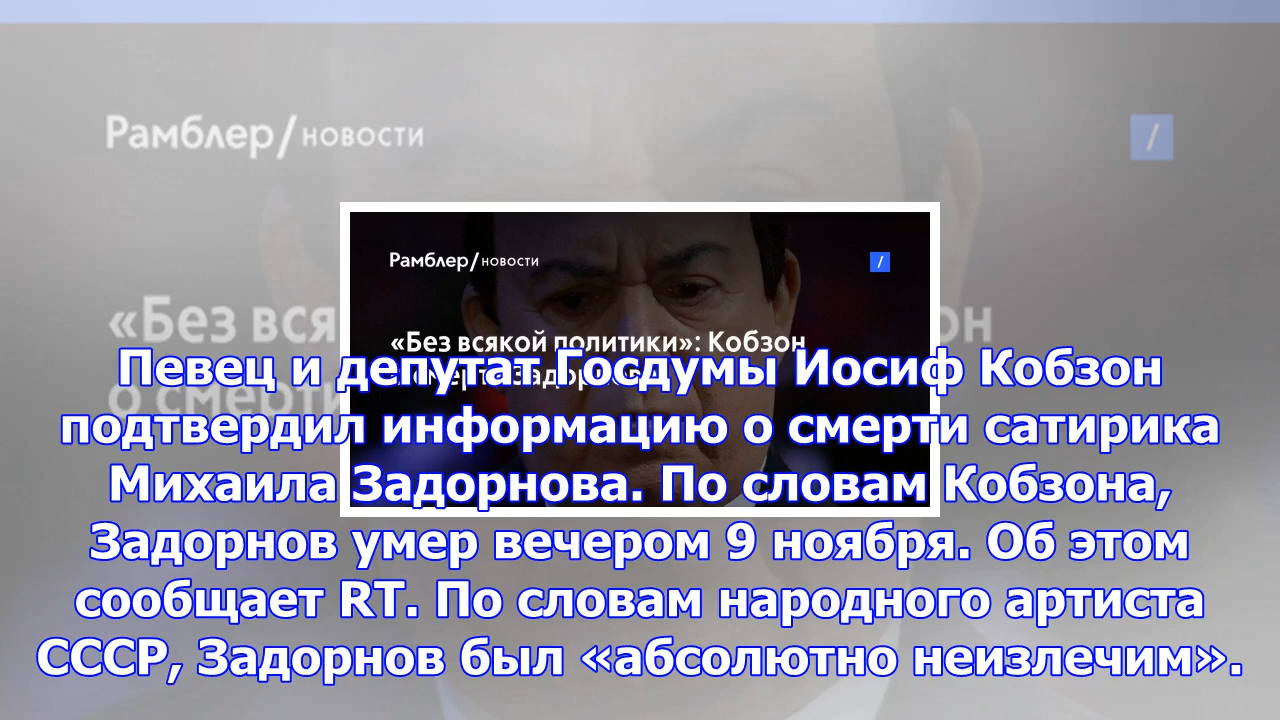 Рамблер/новости
/
Рамблер/новости
/
«Без вся
он
«Без всякой политики»: Кобзон
о смерти
Певец и депутат Госдумы Иосиф Кобзон
подтвердил информацию о смерти сатирика
Михаила Задорнова. По словам Кобзона,
Задорнов умер вечером 9 ноября. Об этом
сообщает RT. По словам народного артиста
СССР, Задорнов был «абсолютно неизлечим».